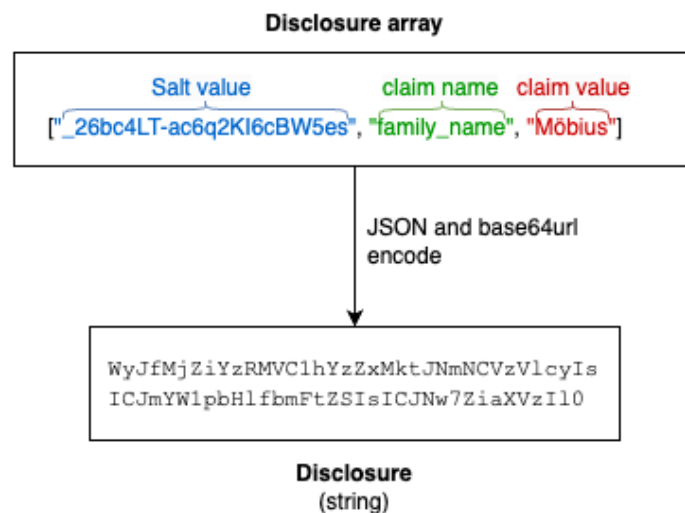 Disclosure array
Salt value claim name claim value
["_26bc4LT-ac6q2KI6cBW5es", "family_name", "Möbius"]
JSON and base64url
encode
WyJfMjZiYzRMVC1hYzZxMktJNmNCVzVlcyIs
ICJmYW1pbHlfbmFtZSIsICJNw7ZiaXVzIl0
Disclosure
(string)